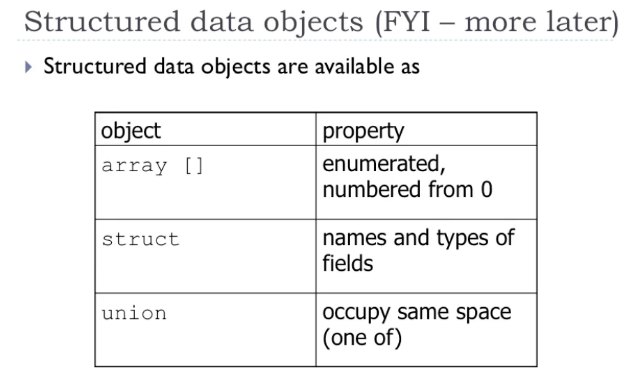 Structured data objects (FYI – more later)
Structured data objects are available as
object property
array [] enumerated,
numbered from 0
struct names and types of
fields
union occupy same space
(one of)